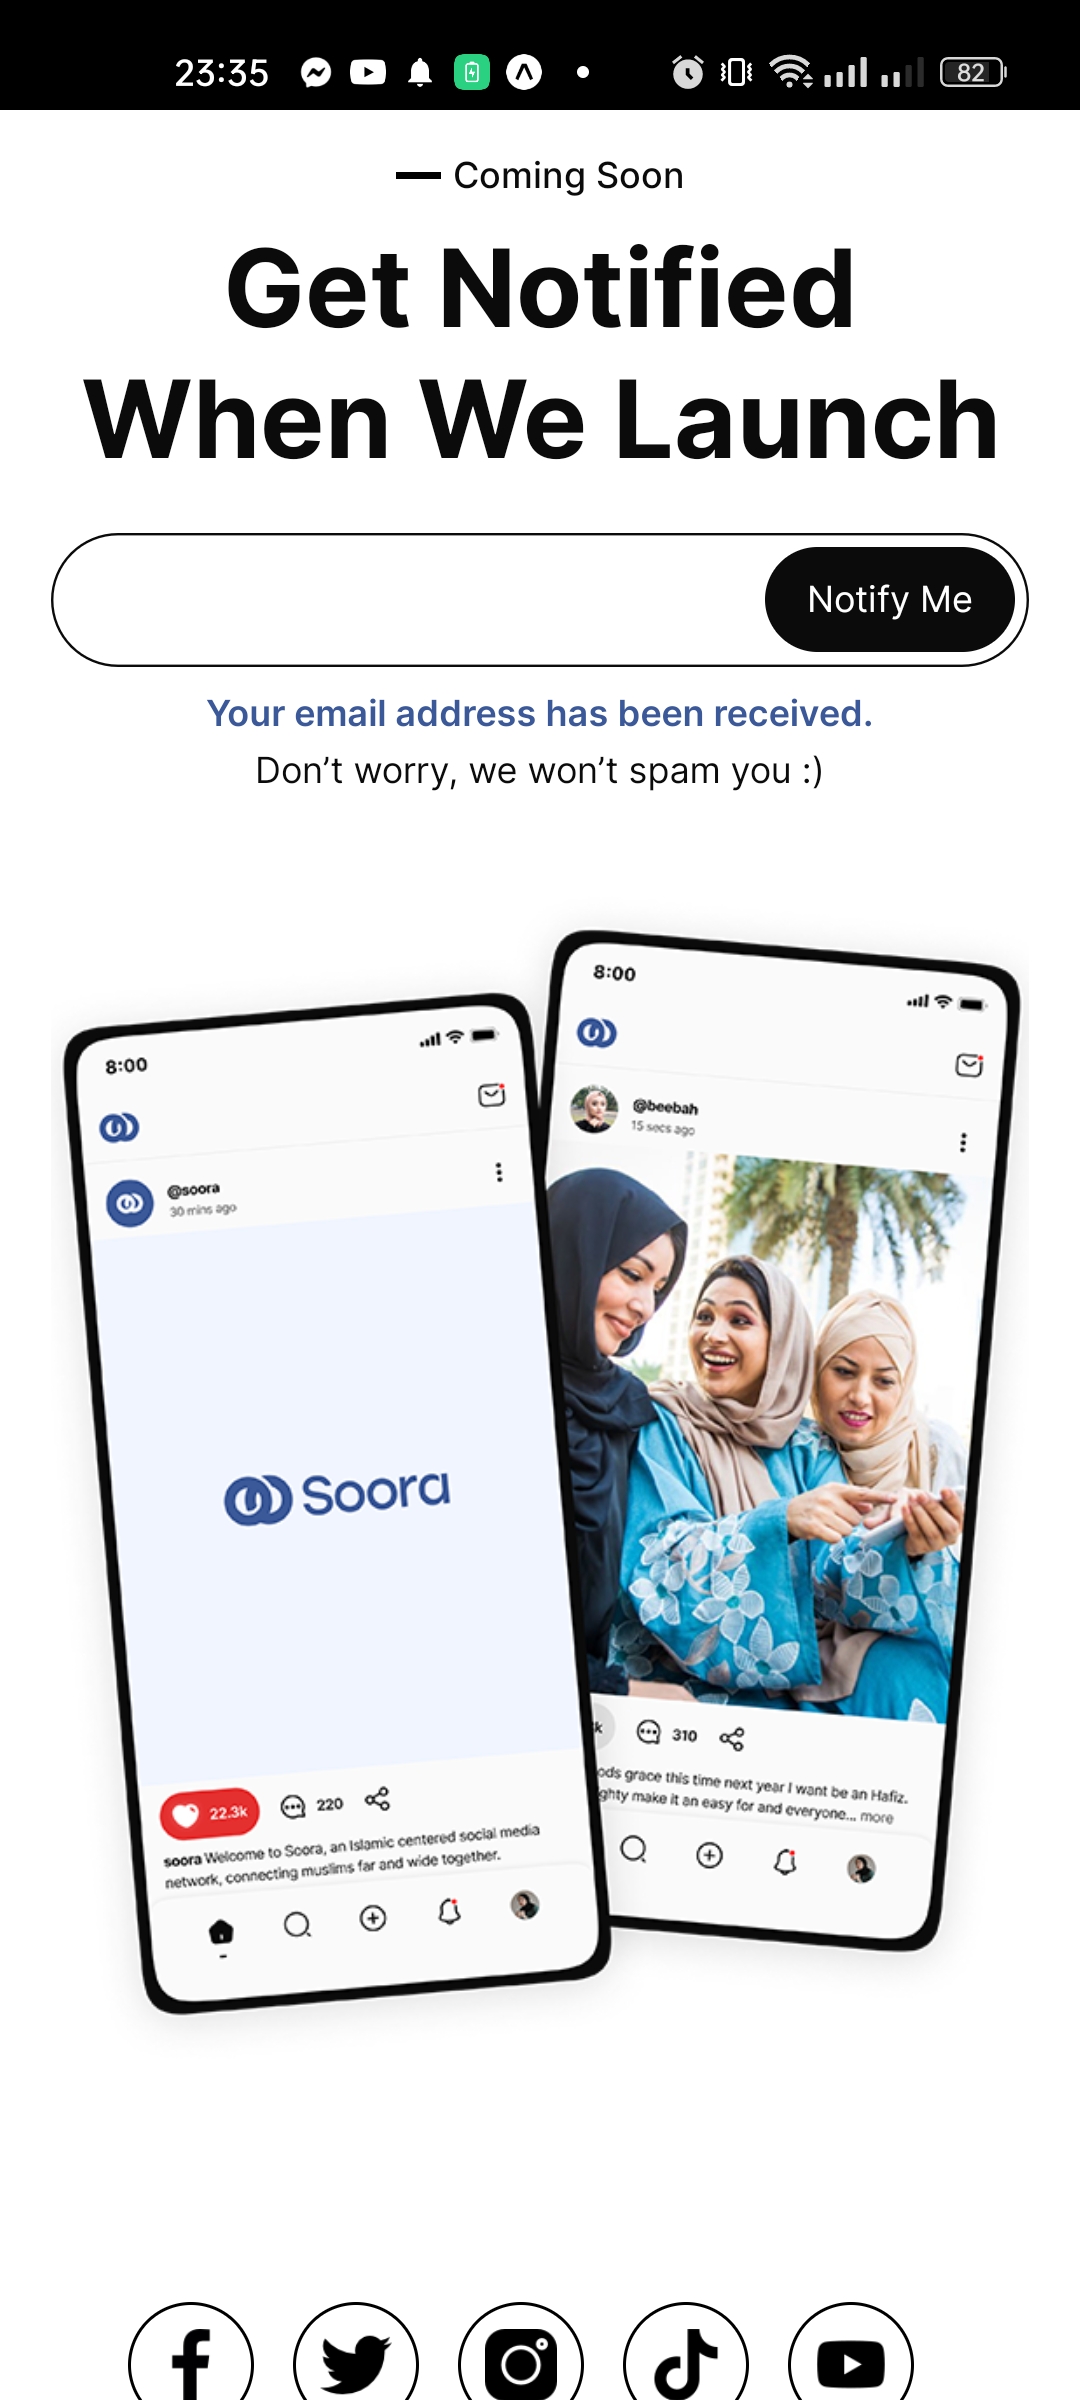 23:35
82
Coming Soon
Get Notified
When We Launch
Notify Me
Your email address has been received.
Don’t worry, we won’t spam you :)
8:00
@soora
30 mins ago
Soora
22.3k
220
soora Welcome to Soora, an Islamic centered social media
network, connecting muslims far and wide together.
8:00
@beebah
15 secs ago
k
310
ods grace this time next year I want be an Hafiz.
ghty make it an easy for and everyone... more